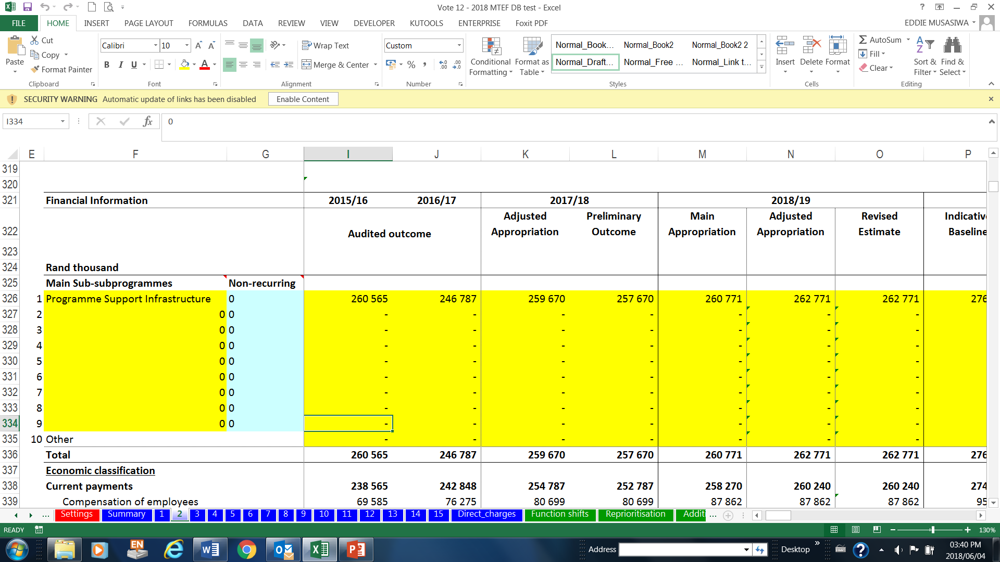 Vote 12 - 2018 MTEF DB test - Excel
FILE HOME INSERT PAGE LAYOUT FORMULAS DATA REVIEW VIEW DEVELOPER KUTOOLS ENTERPRISE Foxit PDF EDDIE MUSASIWA
Paste Cut Calibri 10 Wrap Text Custom Conditional Formatting Format as Table Normal_Book... Normal_Book2 Normal_Book2 2 Insert Delete Format AutoSum Sort & Filter Find & Select
Copy Fill
Format Painter B I U Merge & Center % Normal_Draft... Normal_Free ... Normal_Link t... Clear
Clipboard Font Alignment Number Styles Cells Editing
SECURITY WARNING Automatic update of links has been disabled Enable Content
I334 fx 0
E F G I J K L M N O P
319
320
321 Financial Information 2015/16 2016/17 2017/18 2018/19
322 Audited outcome Adjusted Appropriation Preliminary Outcome Main Appropriation Adjusted Appropriation Revised Estimate Indicativ Baseline
323
324 Rand thousand
325 Main Sub-subprogrammes Non-recurring
326 1 Programme Support Infrastructure 0 260 565 246 787 259 670 257 670 260 771 262 771 262 771 276
327 2 0 0 - - - - - - -
328 3 0 0 - - - - - - -
329 4 0 0 - - - - - - -
330 5 0 0 - - - - - - -
331 6 0 0 - - - - - - -
332 7 0 0 - - - - - - -
333 8 0 0 - - - - - - -
334 9 0 0 - - - - - - -
335 10 Other - - - - - - -
336 Total 260 565 246 787 259 670 257 670 260 771 262 771 262 771 276
337 Economic classification
338 Current payments 238 565 242 848 254 787 252 787 258 270 260 240 260 240 274
339 Compensation of employees 69 585 76 275 80 699 80 699 87 862 87 862 87 862 95
... Settings Summary 1 2 3 4 5 6 7 8 9 10 11 12 13 14 15 Direct_charges Function shifts Reprioritisation Additi ...
READY 130%
EN Address Desktop 03:40 PM
2018/06/04